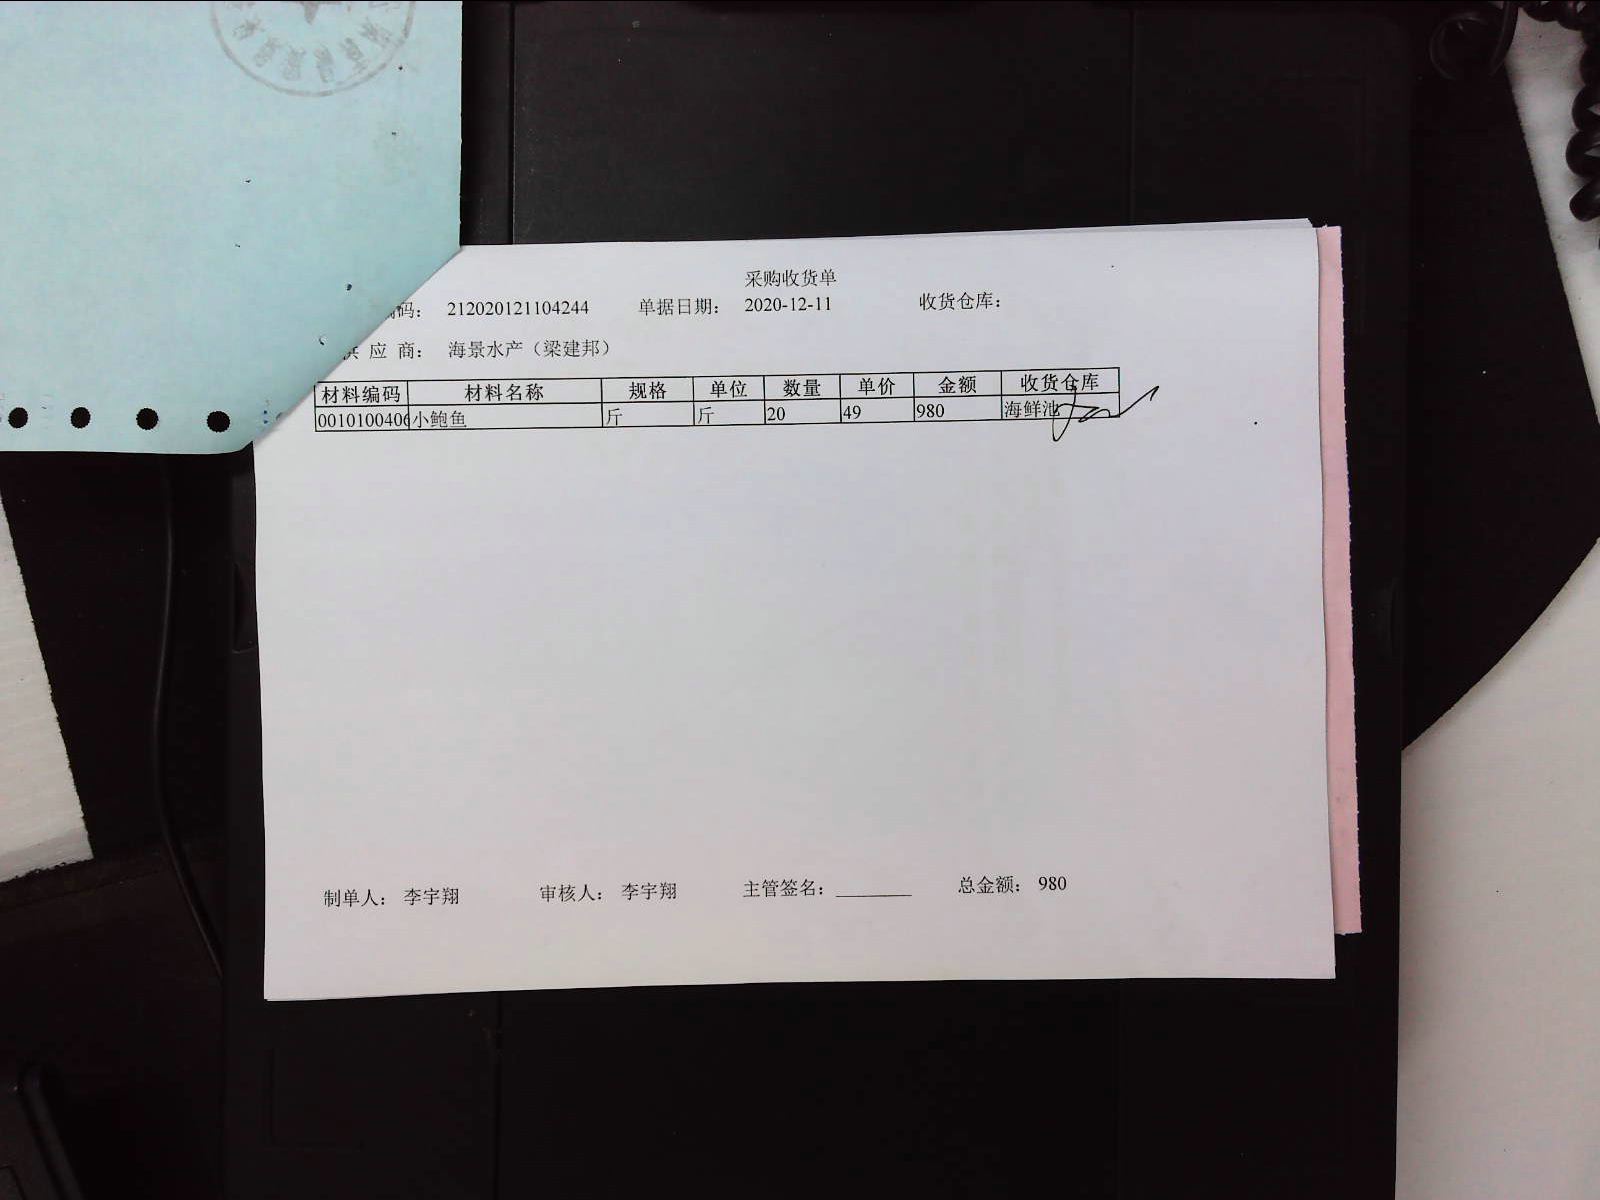 采购收货单
码： 212020121104244 单据日期： 2020-12-11 收货仓库：
供 应 商： 海景水产（梁建邦）
材料编码 材料名称 规格 单位 数量 单价 金额 收货仓库
0010100406 小鲍鱼 斤 斤 20 49 980 海鲜池
制单人： 李宇翔 审核人： 李宇翔 主管签名： 总金额： 980